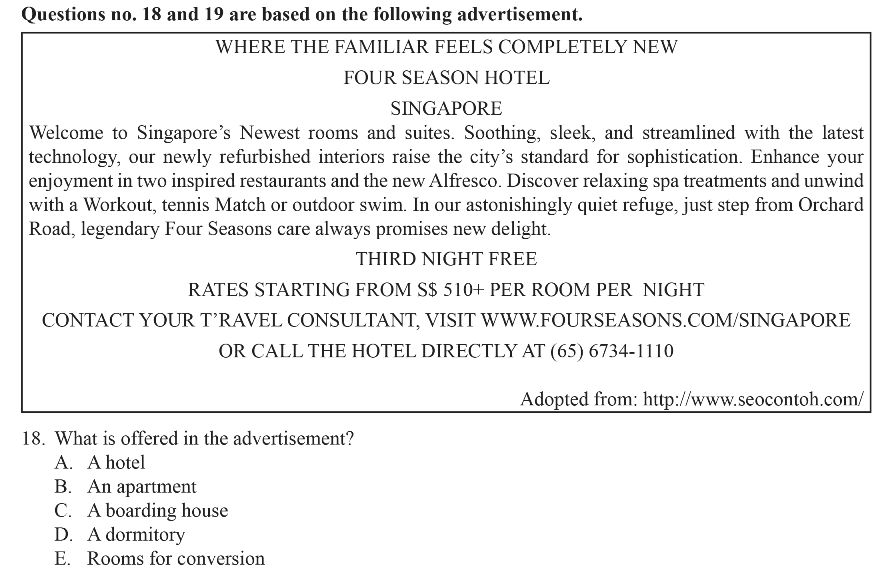 Questions no. 18 and 19 are based on the following advertisement.
WHERE THE FAMILIAR FEELS COMPLETELY NEW
FOUR SEASON HOTEL
SINGAPORE
Welcome to Singapore’s Newest rooms and suites. Soothing, sleek, and streamlined with the latest
technology, our newly refurbished interiors raise the city’s standard for sophistication. Enhance your
enjoyment in two inspired restaurants and the new Alfresco. Discover relaxing spa treatments and unwind
with a Workout, tennis Match or outdoor swim. In our astonishingly quiet refuge, just step from Orchard
Road, legendary Four Seasons care always promises new delight.
THIRD NIGHT FREE
RATES STARTING FROM S$ 510+ PER ROOM PER NIGHT
CONTACT YOUR T’RAVEL CONSULTANT, VISIT WWW.FOURSEASONS.COM/SINGAPORE
OR CALL THE HOTEL DIRECTLY AT (65) 6734-1110
Adopted from: http://www.seocontoh.com/
18. What is offered in the advertisement?
A. A hotel
B. An apartment
C. A boarding house
D. A dormitory
E. Rooms for conversion